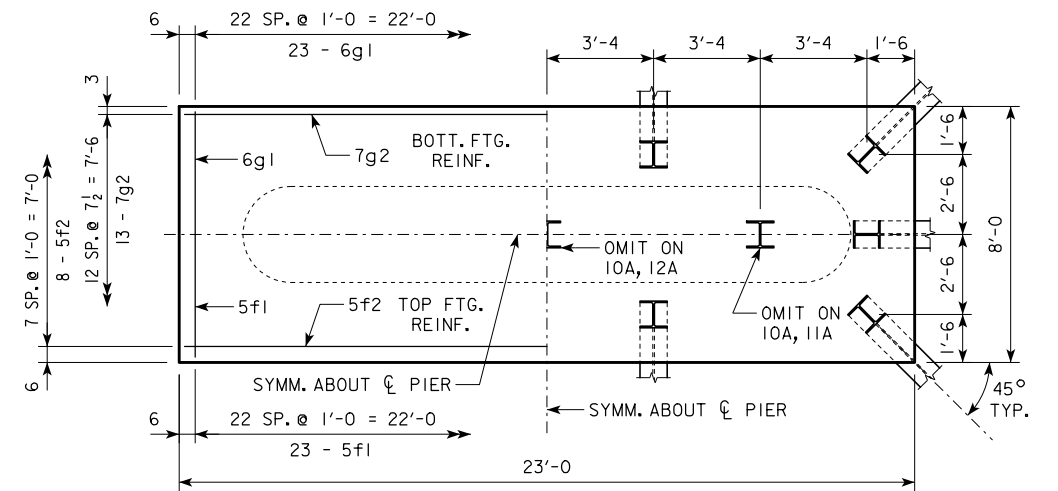 6
22 SP. @ 1'-0 = 22'-0
23 - 6g1
3'-4
3'-4
3'-4
1'-6
3
6g1
7g2
BOTT. FTG.
REINF.
7 SP. @ 1'-0 = 7'-0
8 - 5f2
12 SP. @ 7½ = 7'-6
13 - 7g2
1'-6
2'-6
2'-6
1'-6
8'-0
OMIT ON
10A, 12A
OMIT ON
10A, 11A
5f1
5f2 TOP FTG.
REINF.
6
SYMM. ABOUT ℄ PIER
SYMM. ABOUT ℄ PIER
45°
TYP.
6
22 SP. @ 1'-0 = 22'-0
23 - 5f1
23'-0